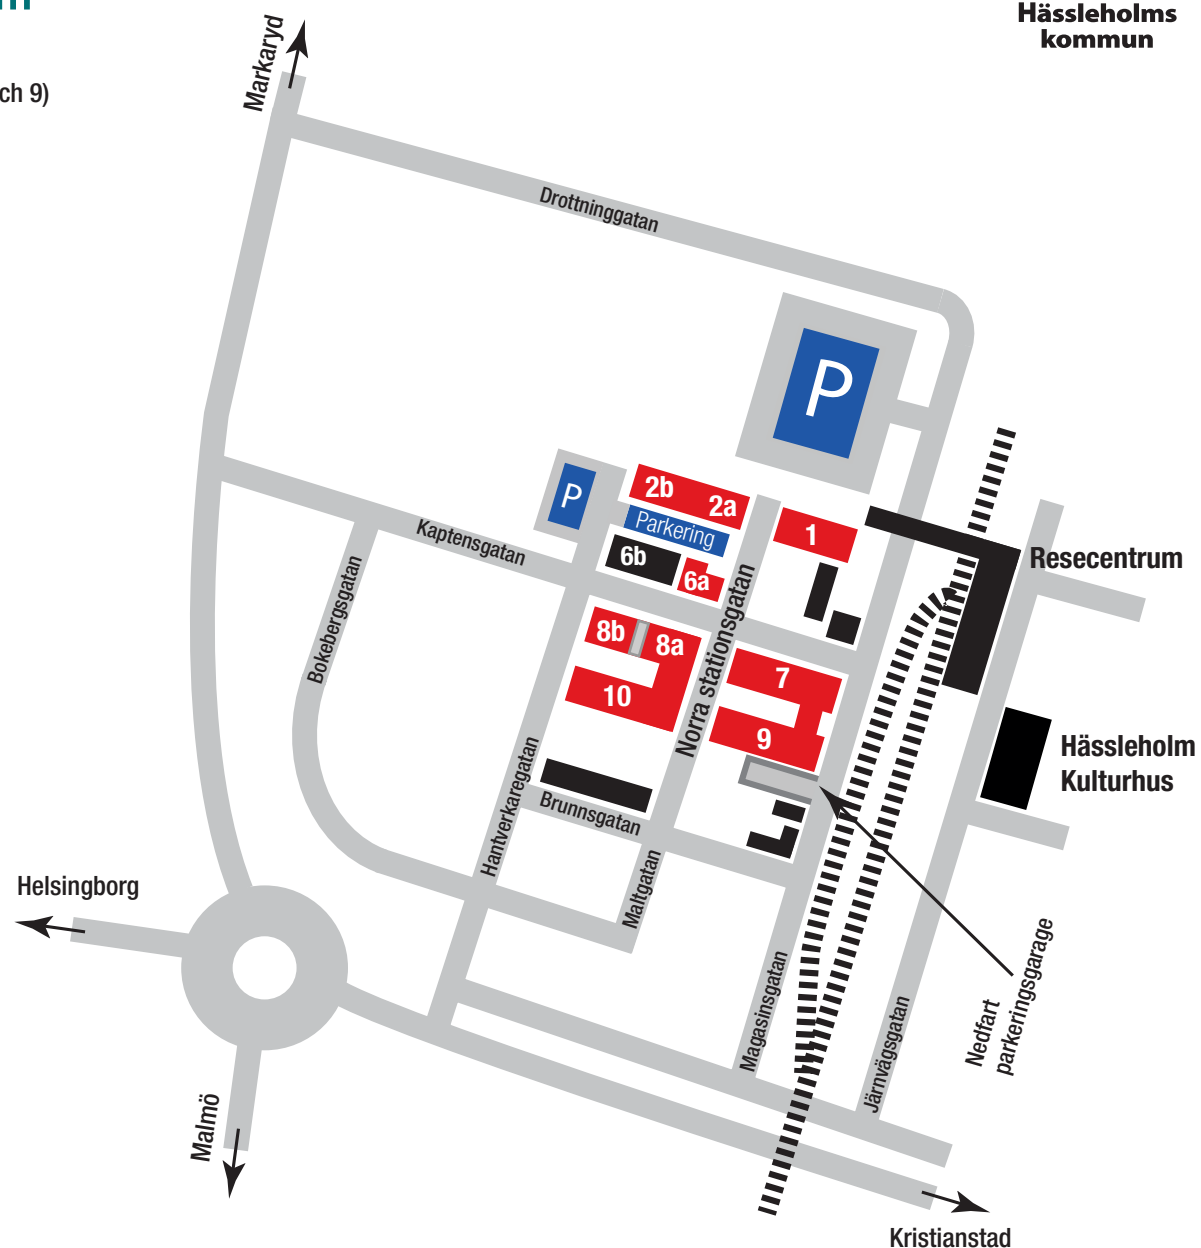 Hässleholms
kommun
ch 9)
Markaryd
Drottninggatan
P
P
2b
2a
Parkering
1
6b
6a
Kaptensgatan
Resecentrum
Bokebergsgatan
8b
8a
Norra stationsgatan
7
10
9
Hässleholm
Kulturhus
Hantverkaregatan
Brunnsgatan
Maltgatan
Helsingborg
Magasinsgatan
Järnvägsgatan
Nedfart
parkeringsgarage
Malmö
Kristianstad